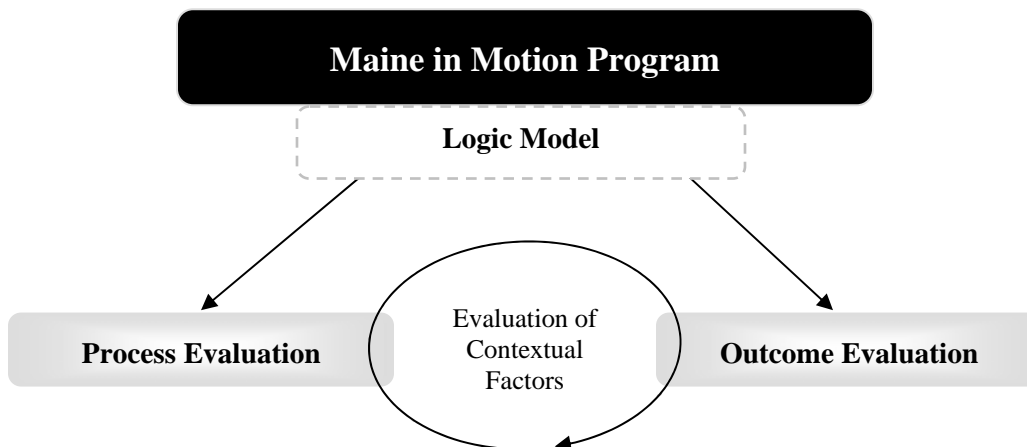 Maine in Motion Program
Logic Model
Evaluation of
Contextual
Factors
Process Evaluation
Outcome Evaluation